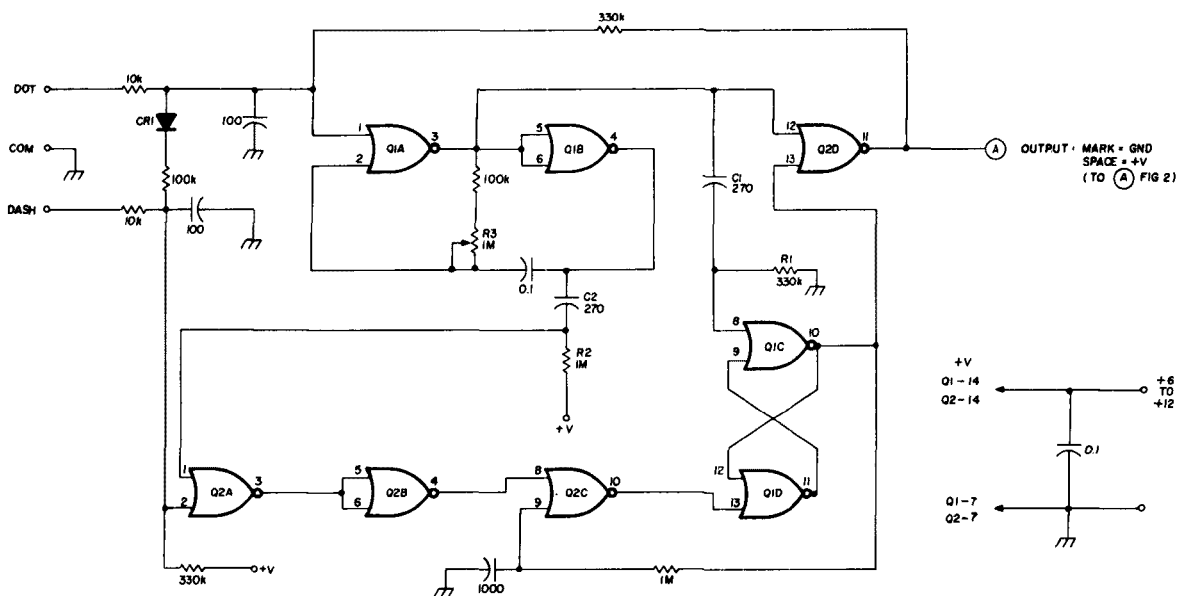 330k
DOT
10k
CR1
100
COM
100k
DASH
10k
100
1
2
Q1A
3
5
6
Q1B
4
100k
R3
1M
0.1
C2
270
R2
1M
+V
C1
270
R1
330k
12
13
Q2D
11
A
OUTPUT: MARK = GND
SPACE = +V
(TO A FIG 2)
8
9
Q1C
10
1
2
Q2A
3
5
6
Q2B
4
8
9
Q2C
10
12
13
Q1D
11
330k
+V
1000
1M
+V
Q1-14
Q2-14
+6
TO
+12
0.1
Q1-7
Q2-7